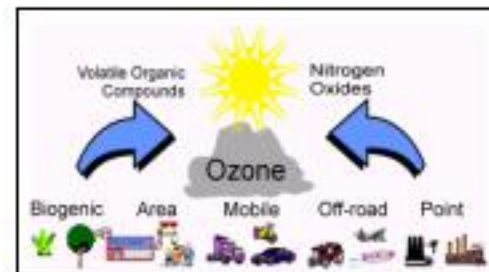 Volatile Organic
Compounds
Nitrogen
Oxides
Ozone
Biogenic Area Mobile Off-road Point